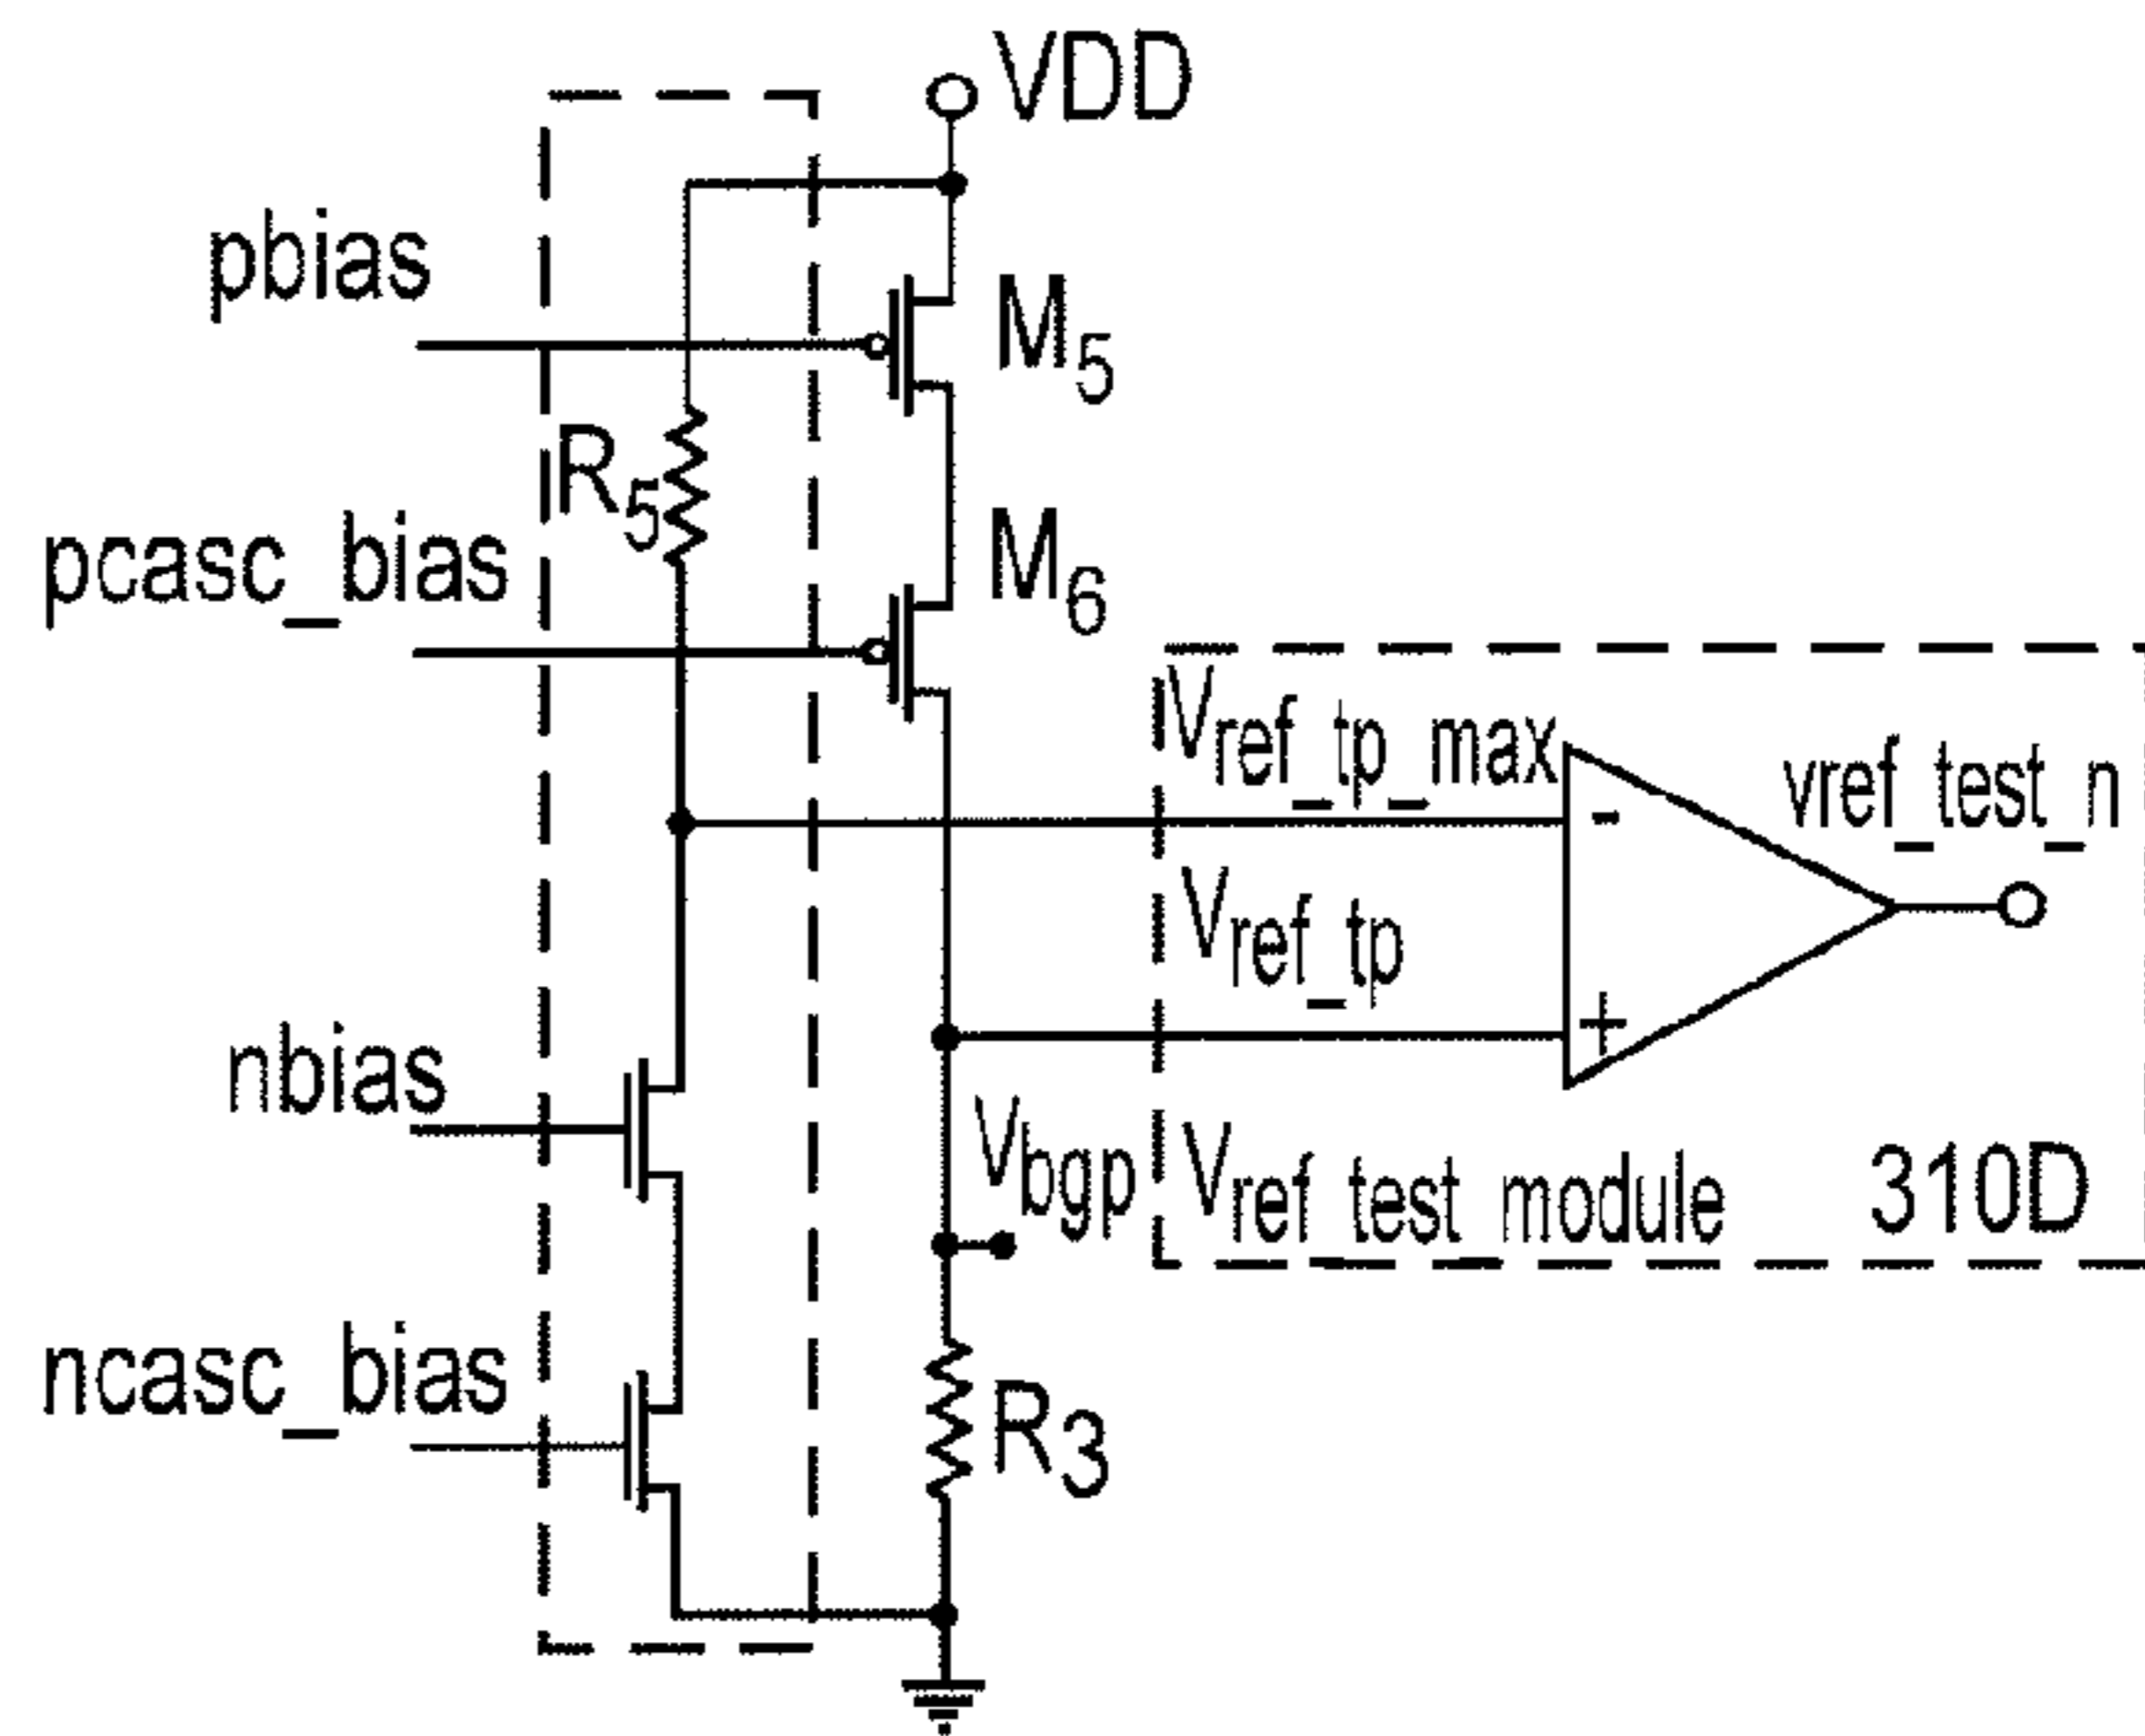 VDD
pbias
M5
R5
pcasc_bias
M6
Vref_tp_max
vref_test_n
-
Vref_tp
+
nbias
Vbgp
Vref_test_module
310D
ncasc_bias
R3